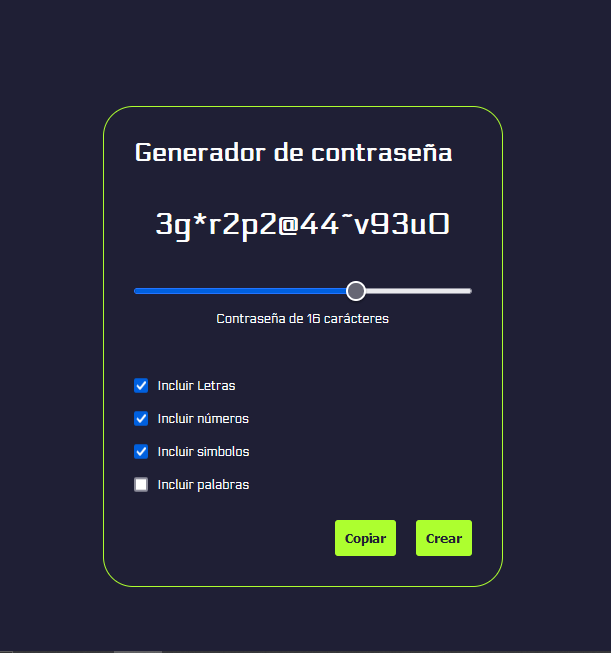 Generador de contraseña
3g*r2p2@44~v93uO
Contraseña de 16 carácteres
Incluir Letras
Incluir números
Incluir simbolos
Incluir palabras
Copiar Crear